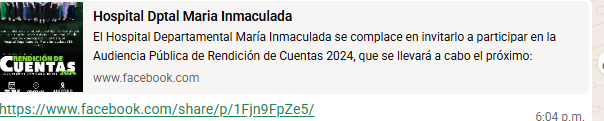 Hospital Departamental
RENDICIÓN DE
CUENTAS
2024
Hospital Dptal Maria Inmaculada
El Hospital Departamental María Inmaculada se complace en invitarlo a participar en la
Audiencia Pública de Rendición de Cuentas 2024, que se llevará a cabo el próximo:
www.facebook.com
https://www.facebook.com/share/p/1Fjn9FpZe5/
6:04 p.m.